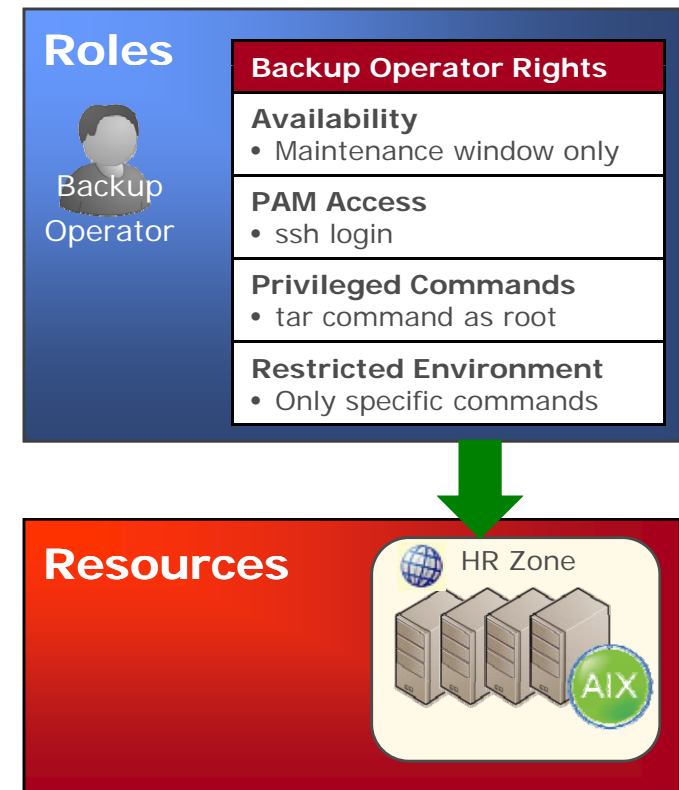 Roles
Backup
Operator
Backup Operator Rights
Availability
• Maintenance window only
PAM Access
• ssh login
Privileged Commands
• tar command as root
Restricted Environment
• Only specific commands
Resources
HR Zone
AIX